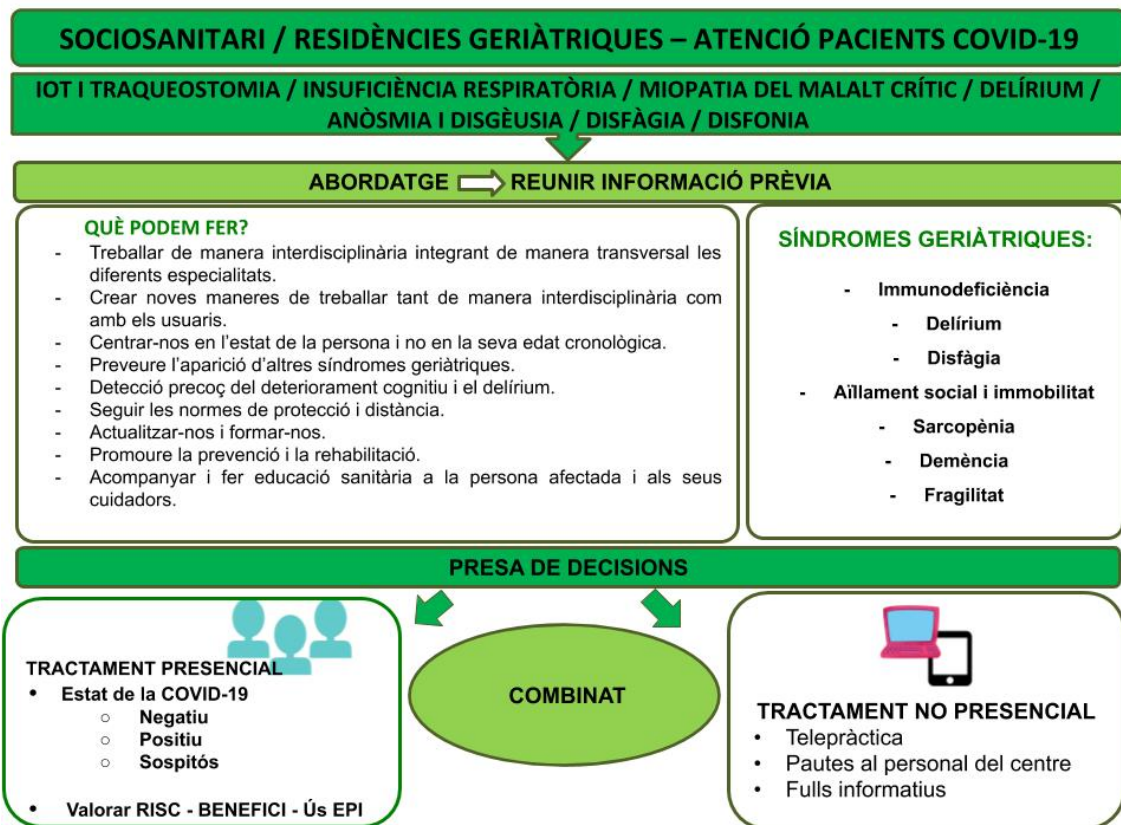 SOCIOSANITARI / RESIDÈNCIES GERIÀTRIQUES – ATENCIÓ PACIENTS COVID-19
IOT I TRAQUEOSTOMIA / INSUFICIÈNCIA RESPIRATÒRIA / MIOPATIA DEL MALALT CRÍTIC / DELÍRIUM /
ANÒSMIA I DISGÈUSIA / DISFÀGIA / DISFONIA
ABORDATGE REUNIR INFORMACIÓ PRÈVIA
QUÈ PODEM FER?
- Treballar de manera interdisciplinària integrant de manera transversal les
diferents especialitats.
- Crear noves maneres de treballar tant de manera interdisciplinària com
amb els usuaris.
- Centrar-nos en l’estat de la persona i no en la seva edat cronològica.
- Preveure l’aparició d’altres síndromes geriàtriques.
- Detecció precoç del deteriorament cognitiu i el delírium.
- Seguir les normes de protecció i distància.
- Actualitzar-nos i formar-nos.
- Promoure la prevenció i la rehabilitació.
- Acompanyar i fer educació sanitària a la persona afectada i als seus
cuidadors.
SÍNDROMES GERIÀTRIQUES:
- Immunodeficiència
- Delírium
- Disfàgia
- Aïllament social i immobilitat
- Sarcopènia
- Demència
- Fragilitat
PRESA DE DECISIONS
TRACTAMENT PRESENCIAL
• Estat de la COVID-19
○ Negatiu
○ Positiu
○ Sospitós
• Valorar RISC - BENEFICI - Ús EPI
COMBINAT
TRACTAMENT NO PRESENCIAL
• Telepràctica
• Pautes al personal del centre
• Fulls informatius